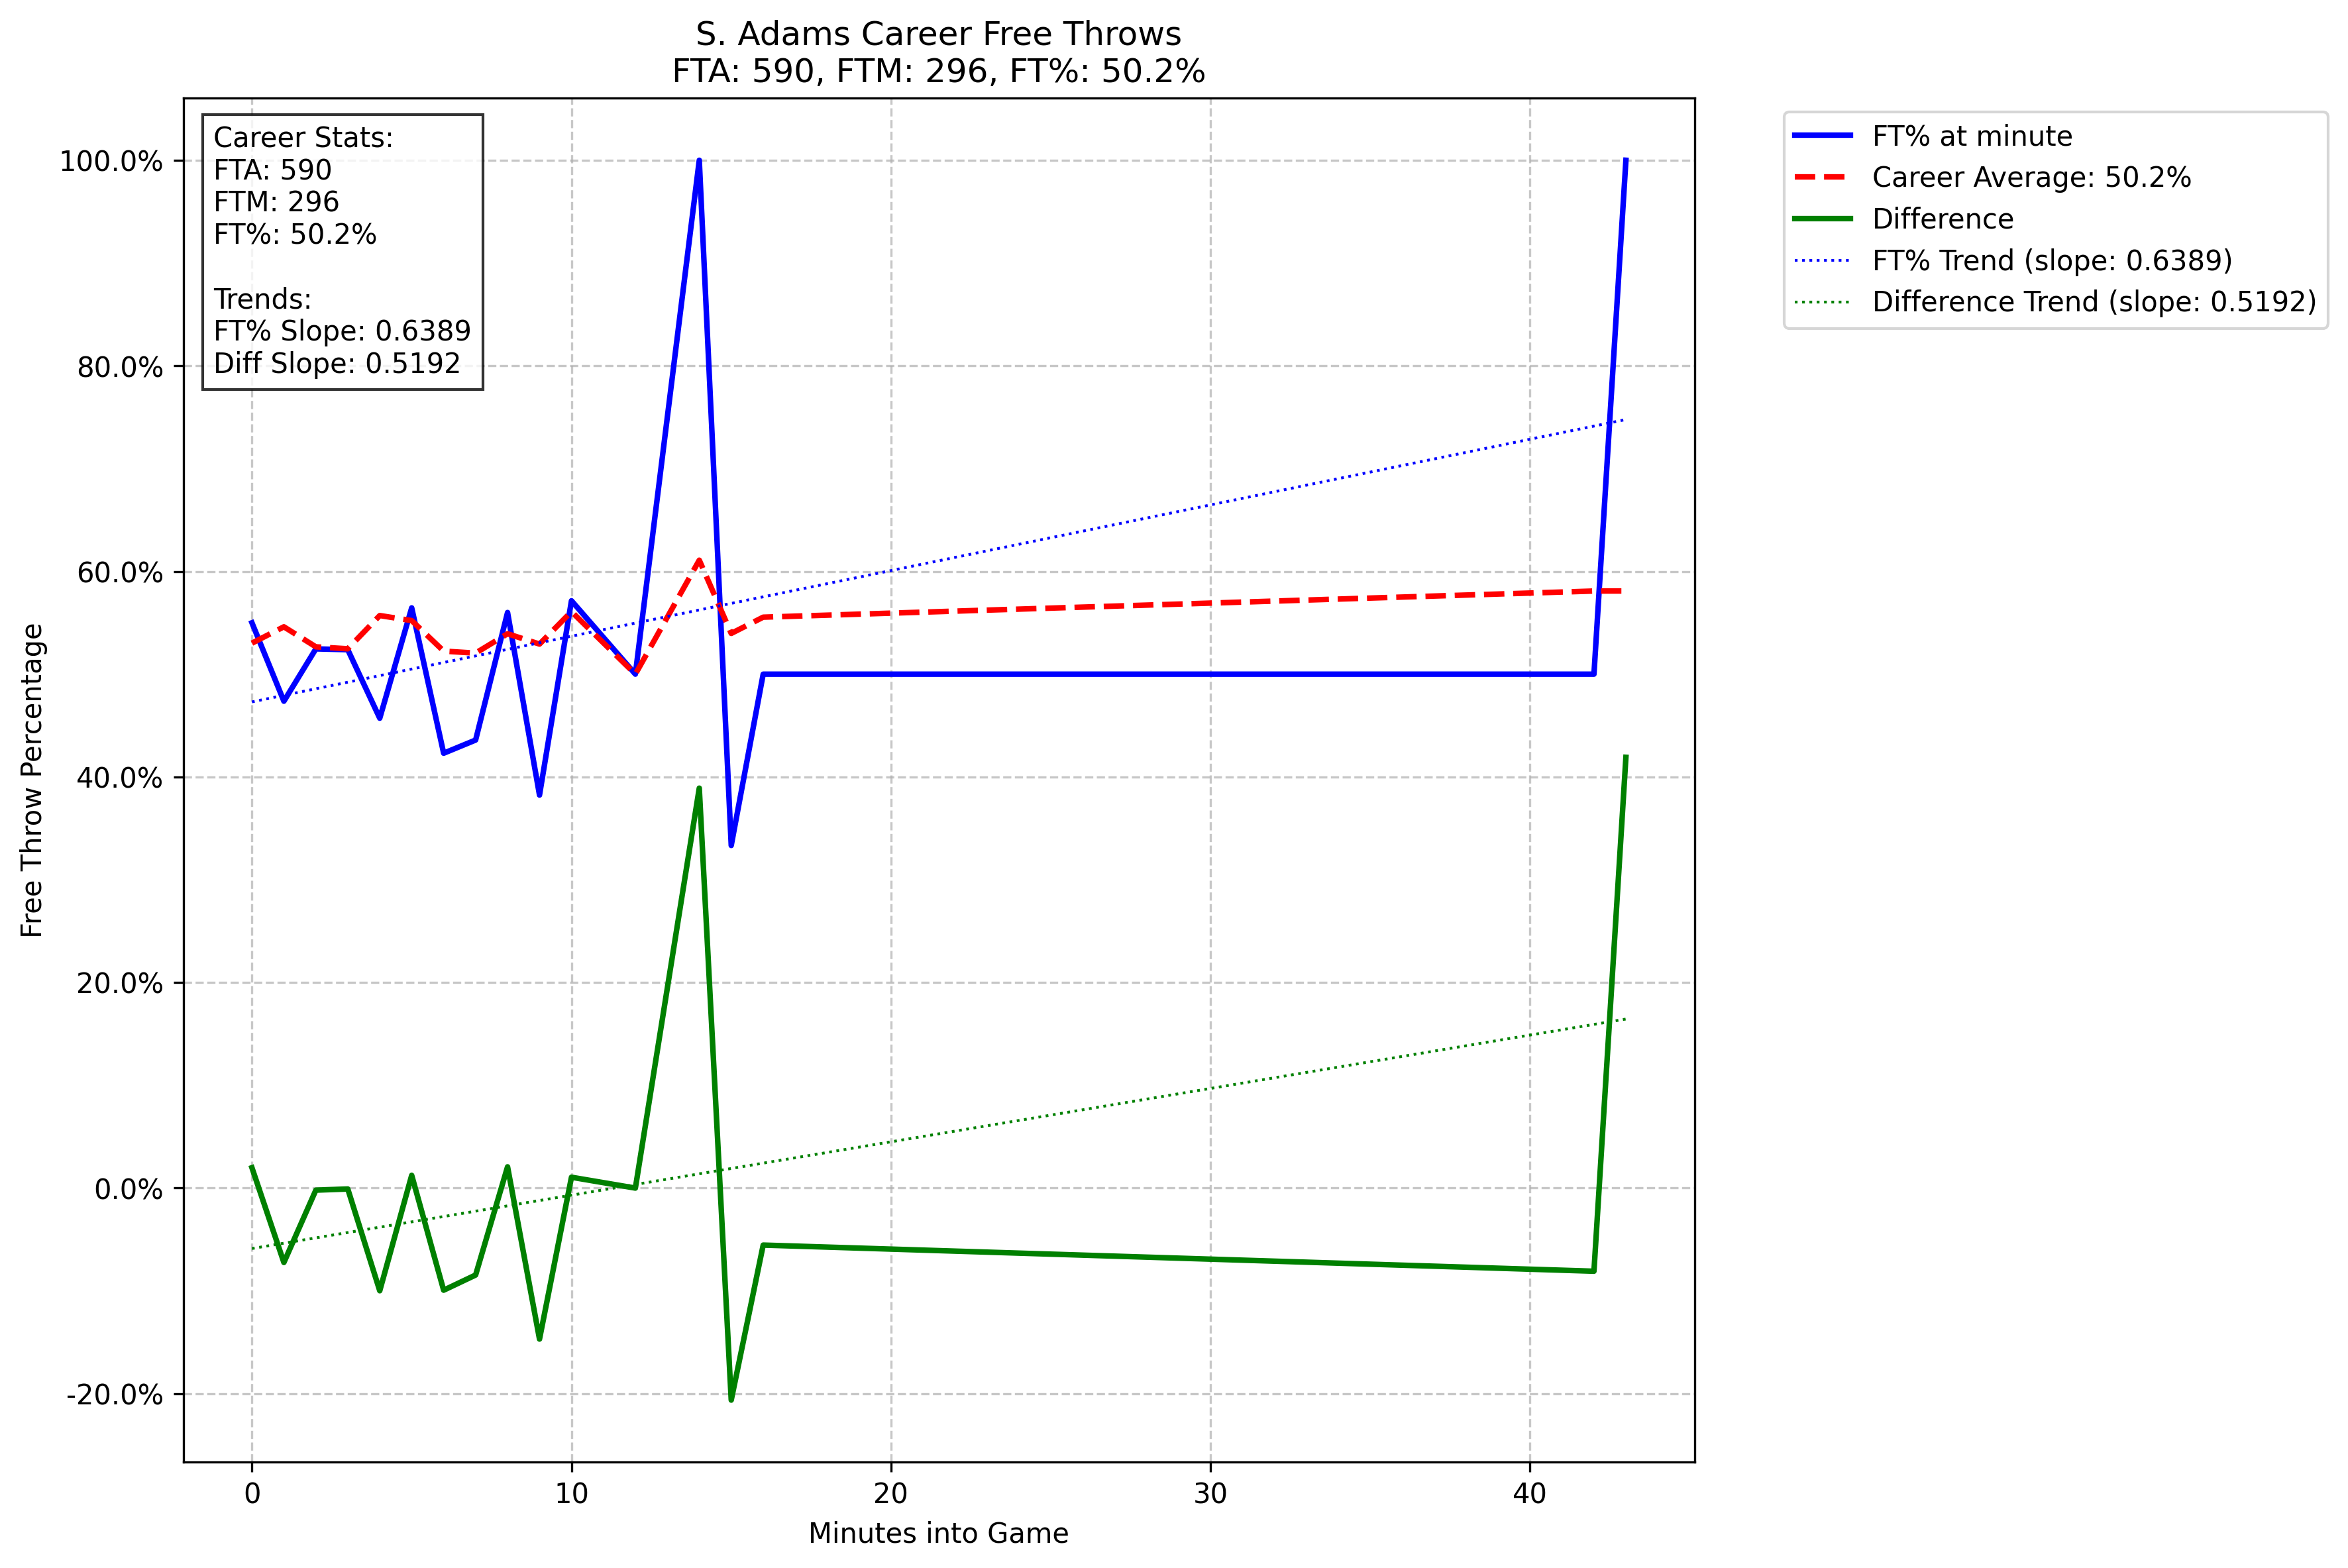 S. Adams Career Free Throws
FTA: 590, FTM: 296, FT%: 50.2%
Career Stats:
FTA: 590
FTM: 296
FT%: 50.2%
Trends:
FT% Slope: 0.6389
Diff Slope: 0.5192
FT% at minute
Career Average: 50.2%
Difference
FT% Trend (slope: 0.6389)
Difference Trend (slope: 0.5192)
Free Throw Percentage
100.0%
80.0%
60.0%
40.0%
20.0%
0.0%
-20.0%
0 10 20 30 40
Minutes into Game